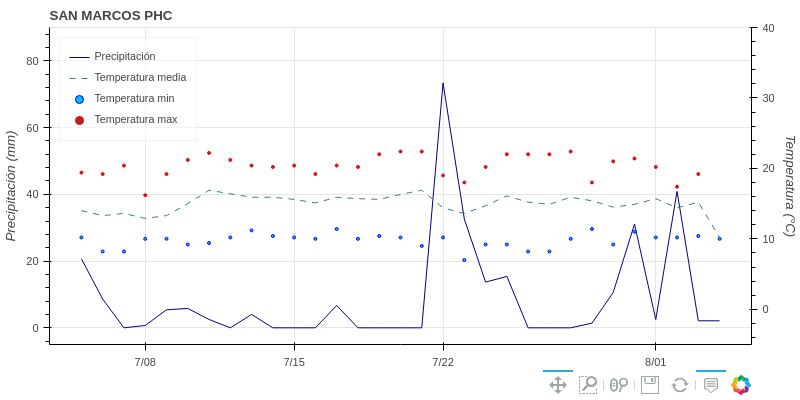 SAN MARCOS PHC
Precipitación
Temperatura media
Temperatura min
Temperatura max
Precipitación (mm)
80
60
40
20
0
Temperatura (°C)
40
30
20
10
0
7/08
7/15
7/22
8/01